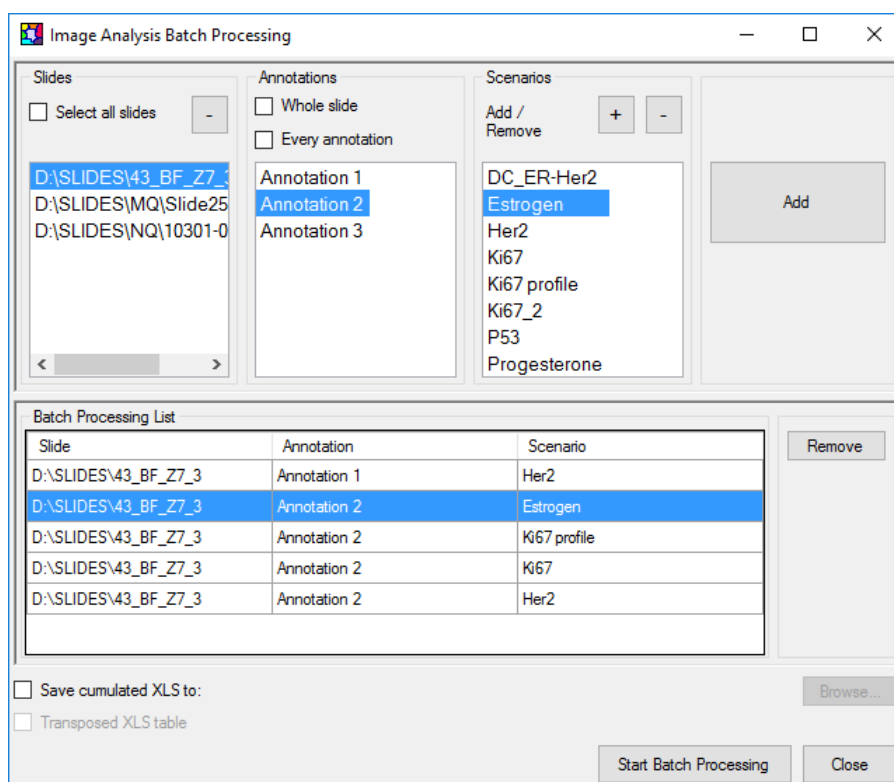 Image Analysis Batch Processing
Slides
Select all slides
-
D:\SLIDES\43_BF_Z7_3
D:\SLIDES\MQ\Slide25
D:\SLIDES\NQ\10301-0
Annotations
Whole slide
Every annotation
Annotation 1
Annotation 2
Annotation 3
Scenarios
Add /
Remove
+
-
DC_ER-Her2
Estrogen
Her2
Ki67
Ki67 profile
Ki67_2
P53
Progesterone
Add
Batch Processing List
Slide Annotation Scenario
D:\SLIDES\43_BF_Z7_3 Annotation 1 Her2
D:\SLIDES\43_BF_Z7_3 Annotation 2 Estrogen
D:\SLIDES\43_BF_Z7_3 Annotation 2 Ki67 profile
D:\SLIDES\43_BF_Z7_3 Annotation 2 Ki67
D:\SLIDES\43_BF_Z7_3 Annotation 2 Her2
Remove
Save cumulated XLS to:
Browse...
Transposed XLS table
Start Batch Processing
Close